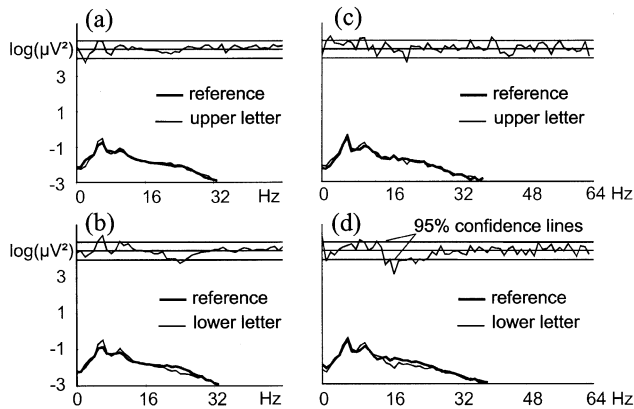 (a)
log(µV²)
3
1
-1
-3
reference
upper letter
0 16 32 Hz
(c)
reference
upper letter
0 16 32 48 64 Hz
(b)
log(µV²)
3
1
-1
-3
reference
lower letter
0 16 32 Hz
(d)
95% confidence lines
reference
lower letter
0 16 32 48 64 Hz